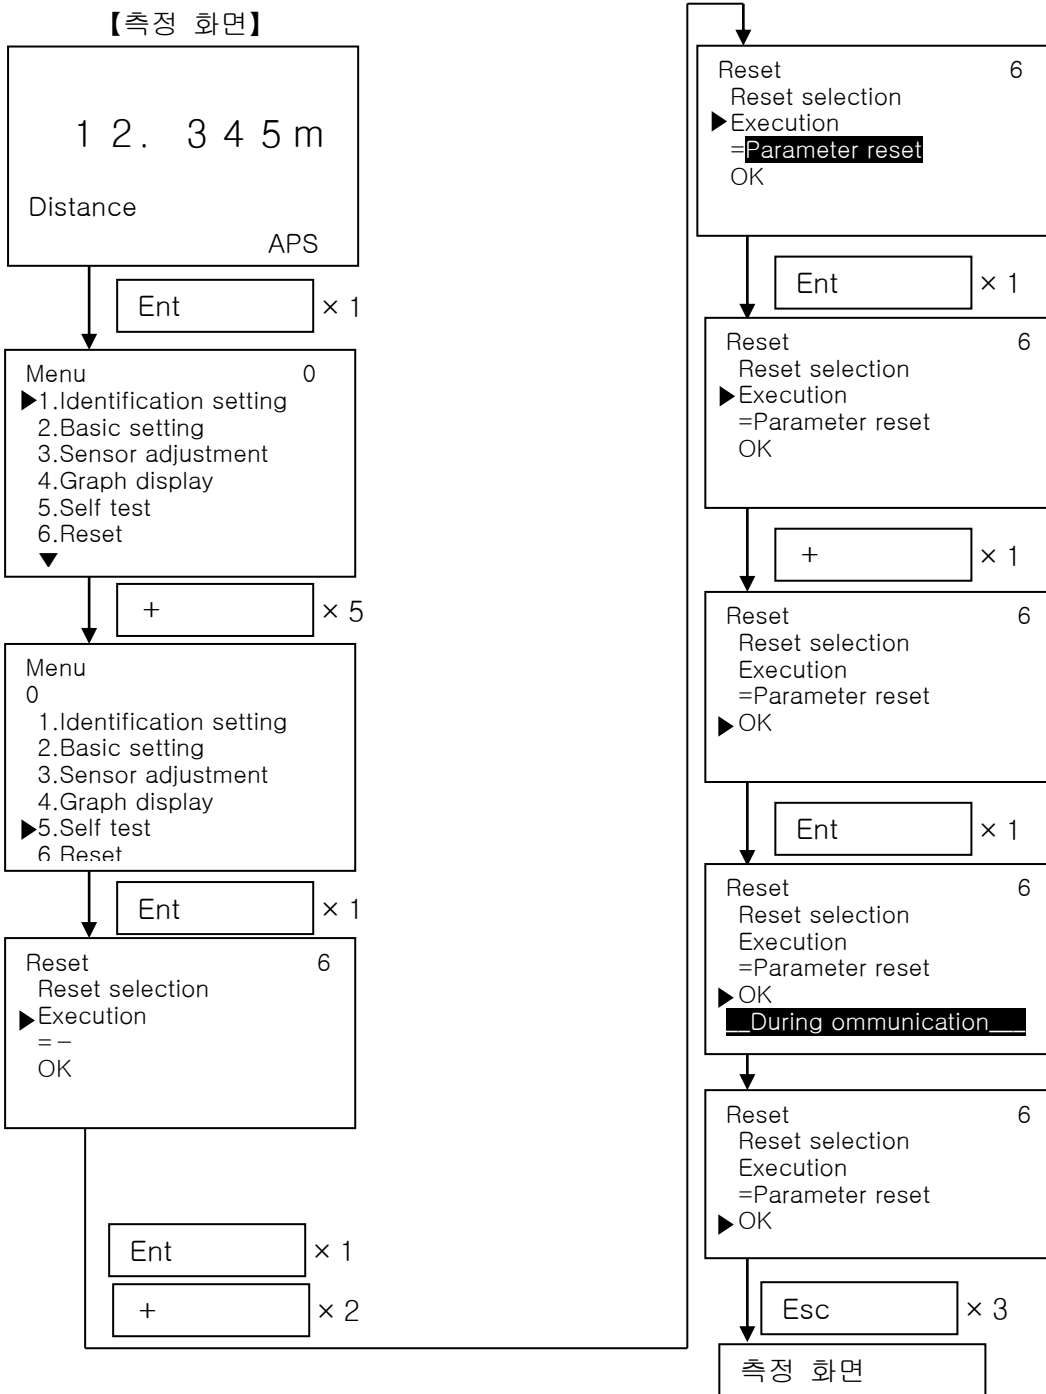 【측정 화면】
12. 345m
Distance
APS
Ent × 1
Menu 0
▶1.Identification setting
2.Basic setting
3.Sensor adjustment
4.Graph display
5.Self test
6.Reset
▼
+ × 5
Menu
0
1.Identification setting
2.Basic setting
3.Sensor adjustment
4.Graph display
▶5.Self test
6.Reset
Ent × 1
Reset 6
Reset selection
▶Execution
=−
OK
Ent × 1
+ × 2
Reset 6
Reset selection
▶Execution
=Parameter reset
OK
Ent × 1
Reset 6
Reset selection
▶Execution
=Parameter reset
OK
+ × 1
Reset 6
Reset selection
Execution
=Parameter reset
▶OK
Ent × 1
Reset 6
Reset selection
Execution
=Parameter reset
▶OK
__During ommunication___
Reset 6
Reset selection
Execution
=Parameter reset
▶OK
Esc × 3
측정 화면